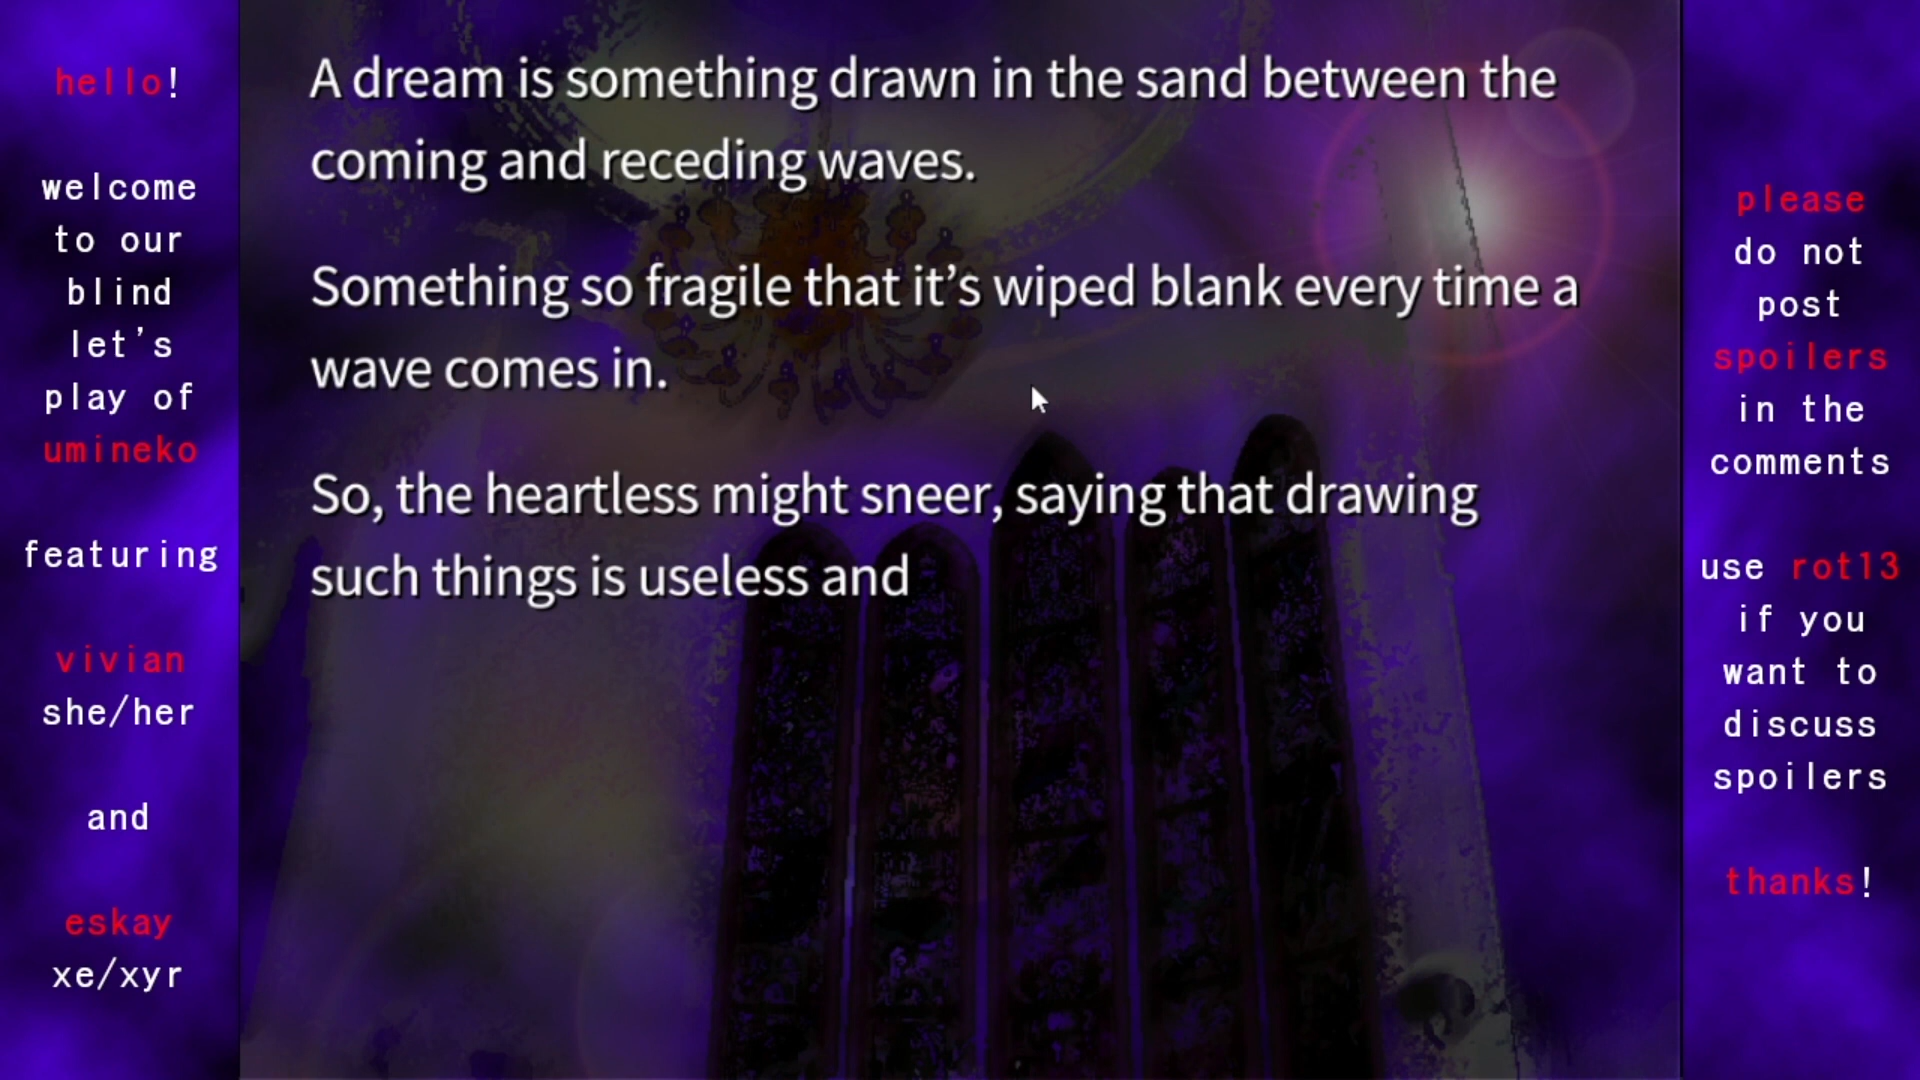 hello!
welcome
to our
blind
let's
play of
umineko
featuring
vivian
she/her
and
eskay
xe/xyr
A dream is something drawn in the sand between the
coming and receding waves.
Something so fragile that it’s wiped blank every time a
wave comes in.
So, the heartless might sneer, saying that drawing
such things is useless and
please
do not
post
spoilers
in the
comments
use rot13
if you
want to
discuss
spoilers
thanks!